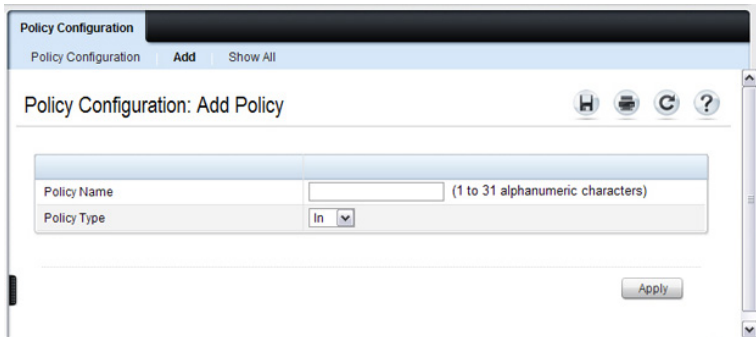 Policy Configuration
Policy Configuration Add Show All
Policy Configuration: Add Policy
?
Policy Name (1 to 31 alphanumeric characters)
Policy Type In
Apply